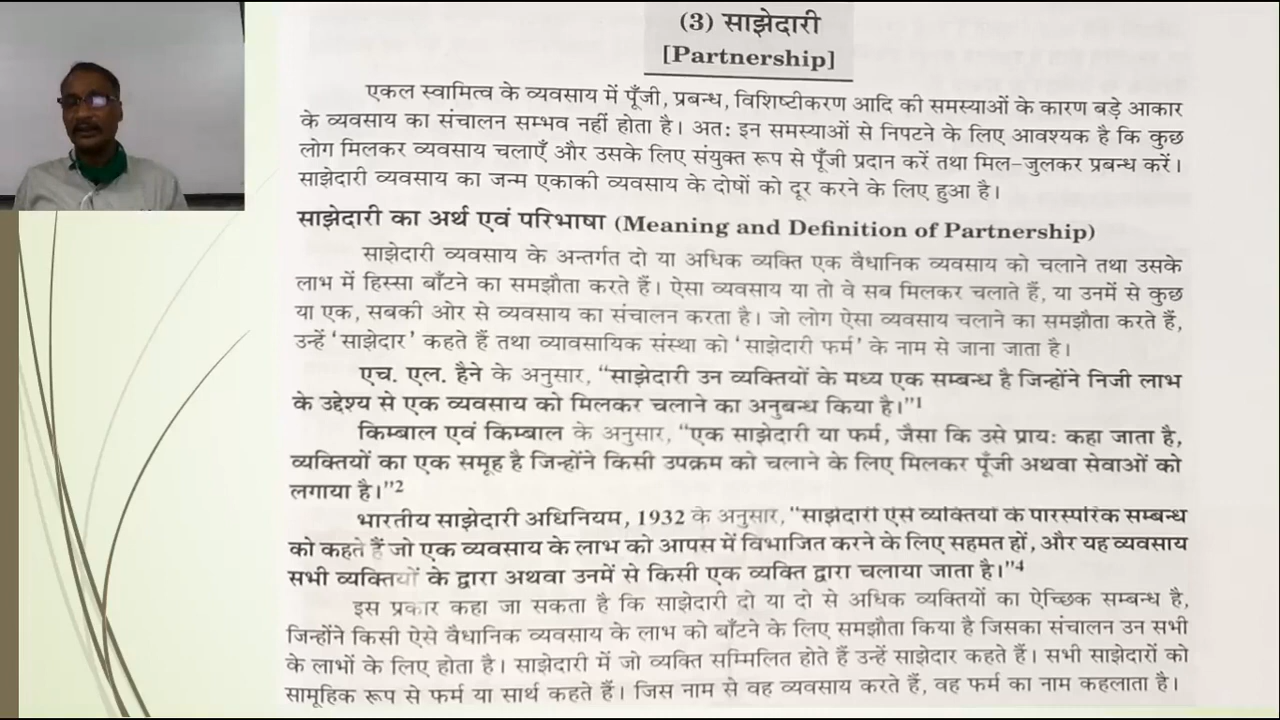 (3) साझेदारी
[Partnership]
एकल स्वामित्व के व्यवसाय में पूँजी, प्रबन्ध, विशिष्टीकरण आदि की समस्याओं के कारण बड़े आकार
के व्यवसाय का संचालन सम्भव नहीं होता है। अत: इन समस्याओं से निपटने के लिए आवश्यक है कि कुछ
लोग मिलकर व्यवसाय चलाएँ और उसके लिए संयुक्त रूप से पूँजी प्रदान करें तथा मिल-जुलकर प्रबन्ध करें।
साझेदारी व्यवसाय का जन्म एकाकी व्यवसाय के दोषों को दूर करने के लिए हुआ है।
साझेदारी का अर्थ एवं परिभाषा (Meaning and Definition of Partnership)
साझेदारी व्यवसाय के अन्तर्गत दो या अधिक व्यक्ति एक वैधानिक व्यवसाय को चलाने तथा उसके
लाभ में हिस्सा बाँटने का समझौता करते हैं। ऐसा व्यवसाय या तो वे सब मिलकर चलाते हैं, या उनमें से कुछ
या एक, सबकी ओर से व्यवसाय का संचालन करता है। जो लोग ऐसा व्यवसाय चलाने का समझौता करते हैं,
उन्हें 'साझेदार' कहते हैं तथा व्यावसायिक संस्था को 'साझेदारी फर्म' के नाम से जाना जाता है।
एच. एल. हैने के अनुसार, “साझेदारी उन व्यक्तियों के मध्य एक सम्बन्ध है जिन्होंने निजी लाभ
के उद्देश्य से एक व्यवसाय को मिलकर चलाने का अनुबन्ध किया है।”1
किम्बाल एवं किम्बाल के अनुसार, “एक साझेदारी या फर्म, जैसा कि उसे प्राय: कहा जाता है,
व्यक्तियों का एक समूह है जिन्होंने किसी उपक्रम को चलाने के लिए मिलकर पूँजी अथवा सेवाओं को
लगाया है।”2
भारतीय साझेदारी अधिनियम, 1932 के अनुसार, “साझेदारी ऐसे व्यक्तियों के पारस्परिक सम्बन्ध
को कहते हैं जो एक व्यवसाय के लाभ को आपस में विभाजित करने के लिए सहमत हों, और यह व्यवसाय
सभी व्यक्तियों के द्वारा अथवा उनमें से किसी एक व्यक्ति द्वारा चलाया जाता है।”4
इस प्रकार कहा जा सकता है कि साझेदारी दो या दो से अधिक व्यक्तियों का ऐच्छिक सम्बन्ध है,
जिन्होंने किसी ऐसे वैधानिक व्यवसाय के लाभ को बाँटने के लिए समझौता किया है जिसका संचालन उन सभी
के लाभों के लिए होता है। साझेदारी में जो व्यक्ति सम्मिलित होते हैं उन्हें साझेदार कहते हैं। सभी साझेदारों को
सामूहिक रूप से फर्म या सार्थ कहते हैं। जिस नाम से वह व्यवसाय करते हैं, वह फर्म का नाम कहलाता है।